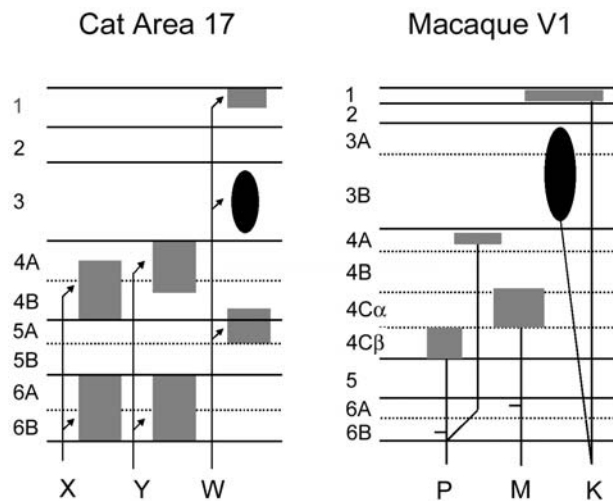 Cat Area 17
1
2
3
4A
4B
5A
5B
6A
6B
X Y W
Macaque V1
1
2
3A
3B
4A
4B
4Cα
4Cβ
5
6A
6B
P M K